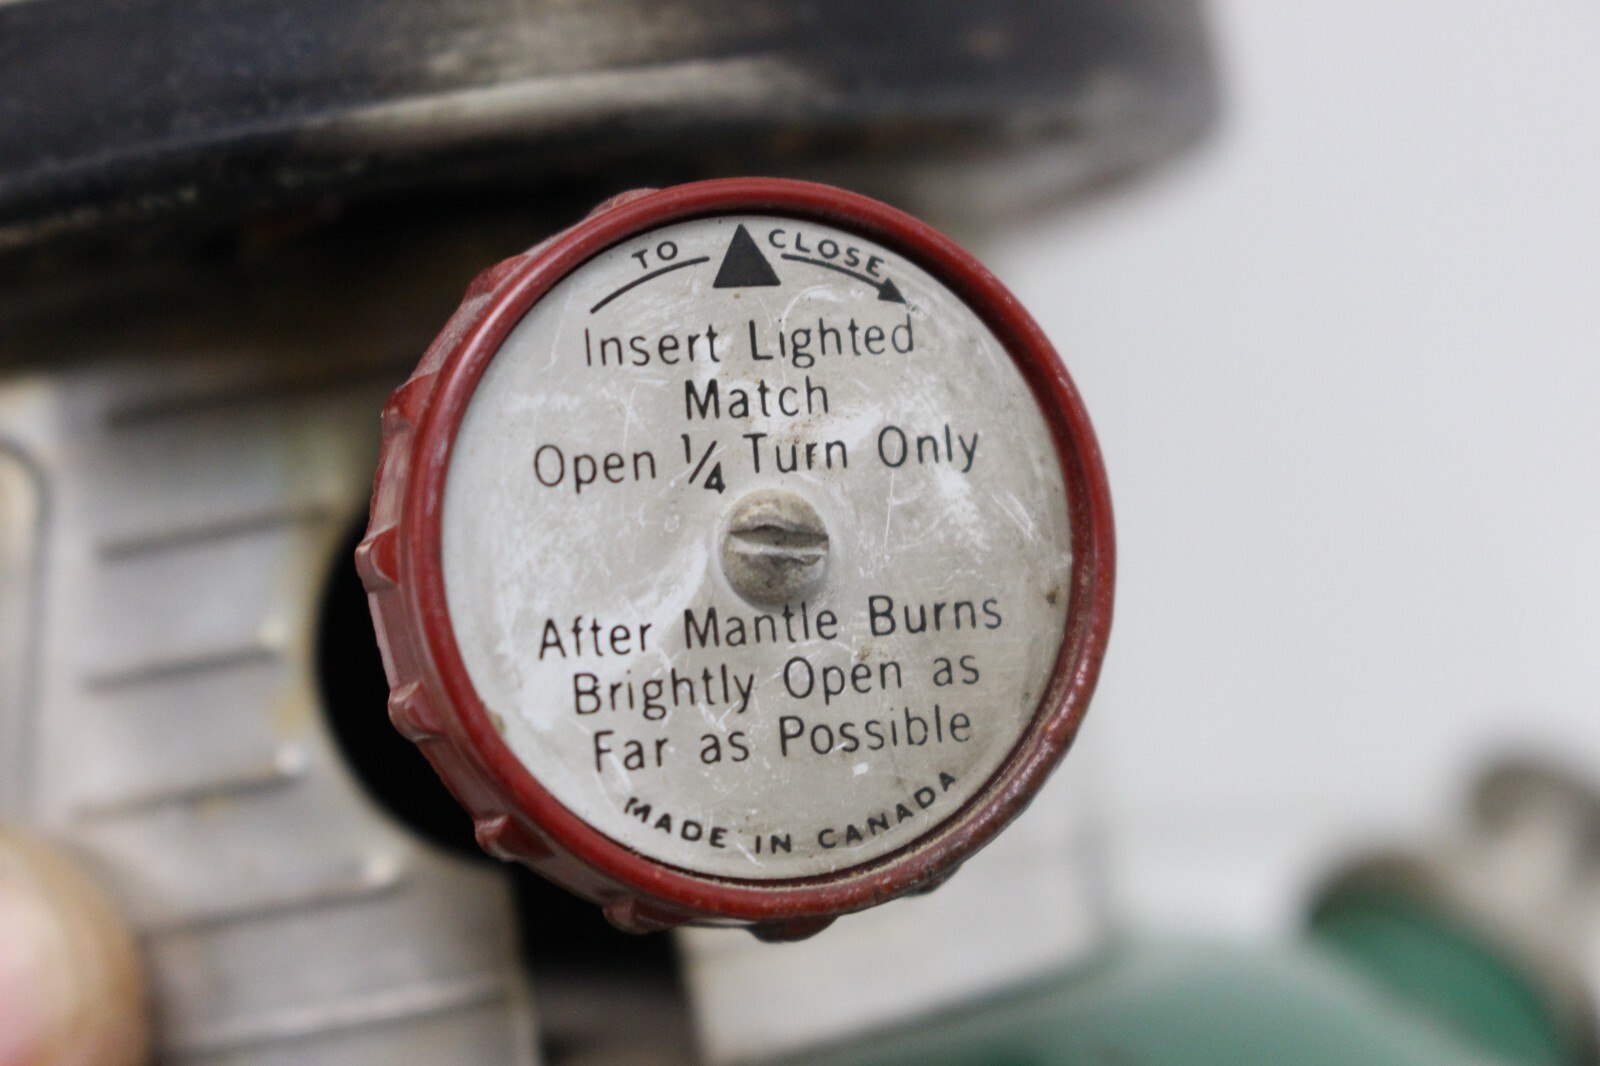 TO CLOSE
Insert Lighted
Match
Open 1/4 Turn Only
After Mantle Burns
Brightly Open as
Far as Possible
MADE IN CANADA